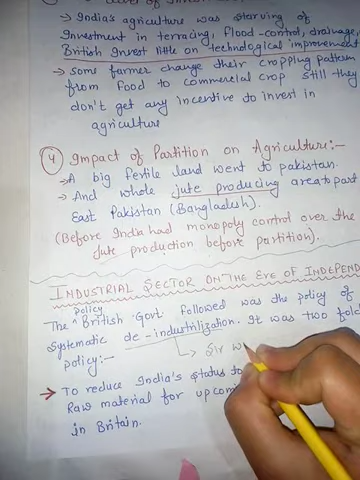 India's agriculture was starving of
Investment in terracing, Flood-control, drainage,
British Invest little on technological improvement
→ Some farmer change their cropping pattern
from food to commercial crop still they
don't get any incentive to invest in
agriculture
④ Impact of Partition on Agriculture:-
→ A big fertile land went to pakistan.
→ And whole jute producing area to part
East Pakistan (Bangladesh).
(Before India had monopoly control over the
Jute production before partition).
INDUSTRIAL SECTOR ON THE EVE OF INDEPEND
policy
The ^ British Govt. followed was the policy of
Systematic de-industrilization. It was two fol
policy:-
→ Sir w
→ To reduce India's status to
Raw material for upcomi
in Britain.